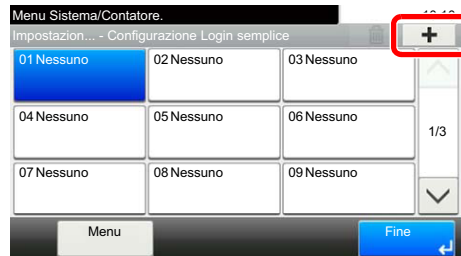 Menu Sistema/Contatore.
Impostazion... - Configurazione Login semplice
01 Nessuno
02 Nessuno
03 Nessuno
04 Nessuno
05 Nessuno
06 Nessuno
1/3
07 Nessuno
08 Nessuno
09 Nessuno
Menu
Fine